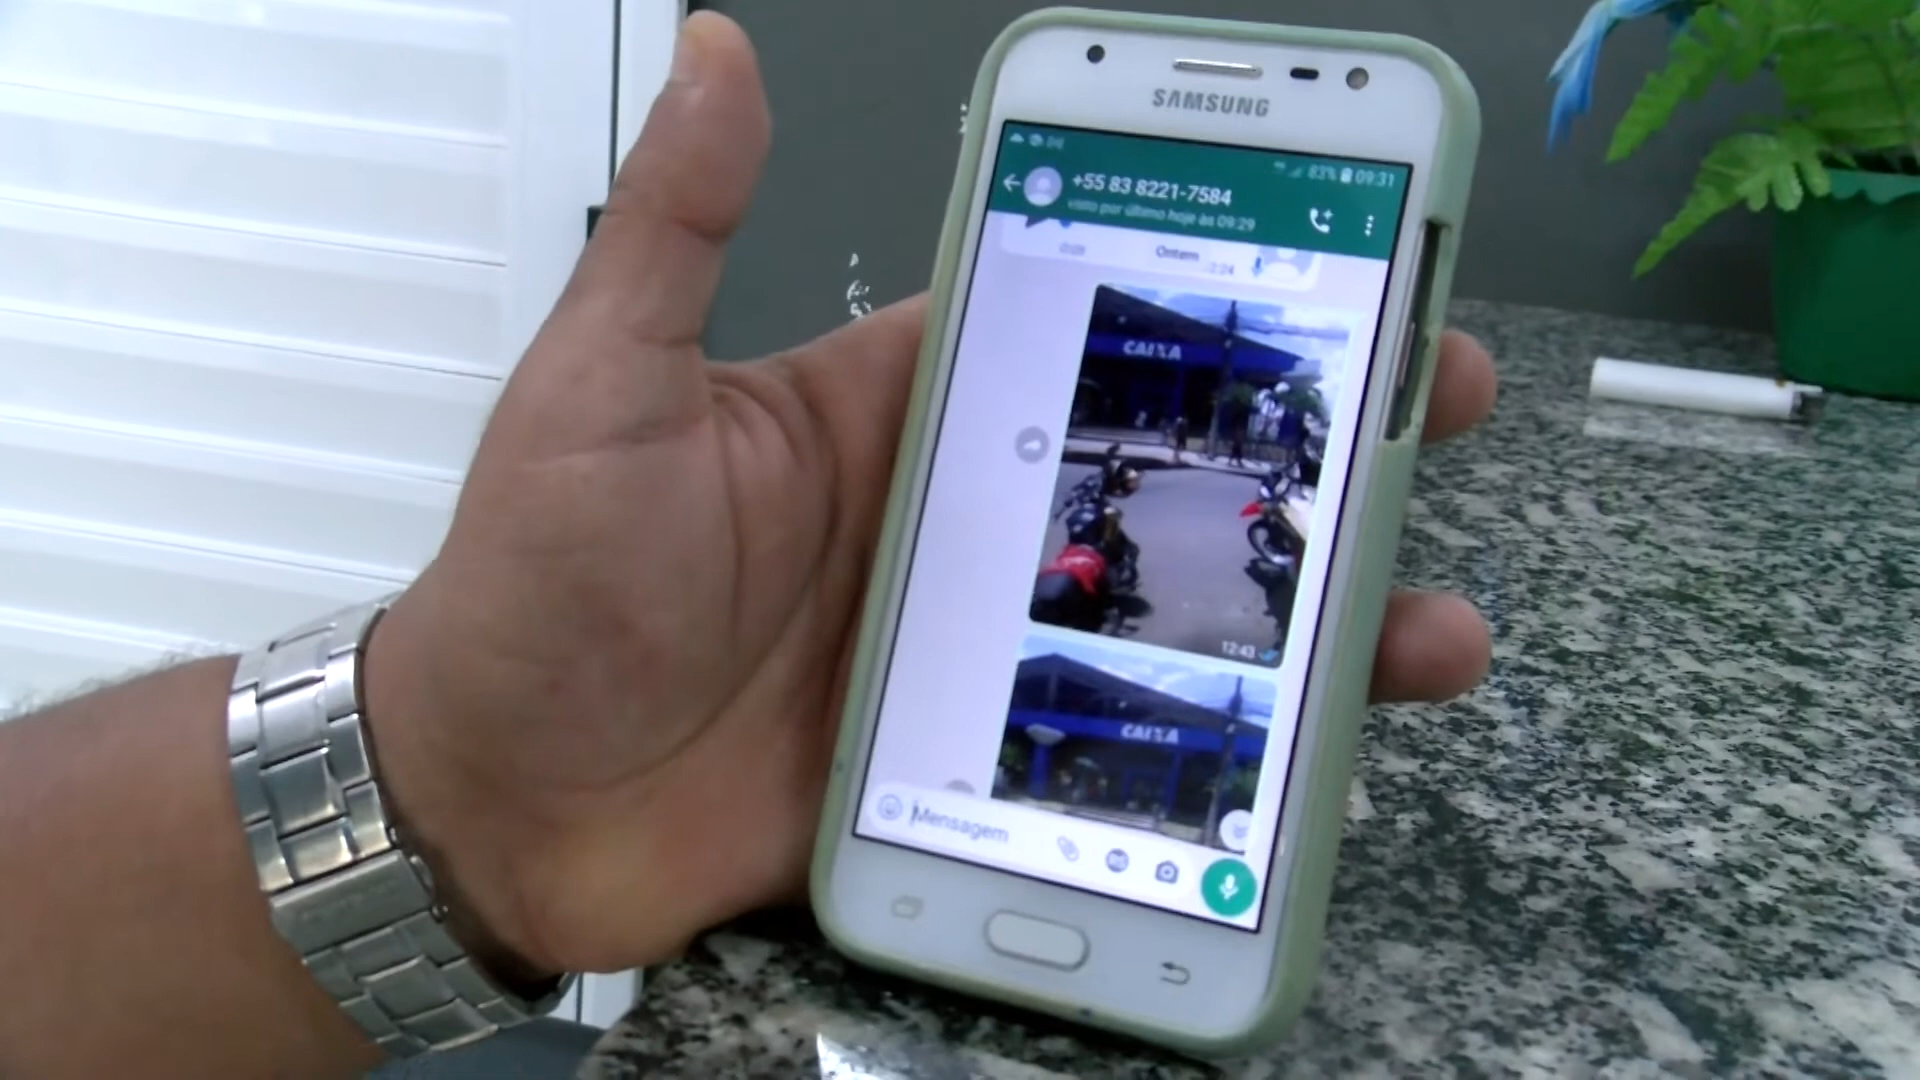 SAMSUNG
83% 09:31
+55 83 8221-7584
visto por último hoje às 09:29
Ontem
CAIXA
12:43
CAIXA
Mensagem